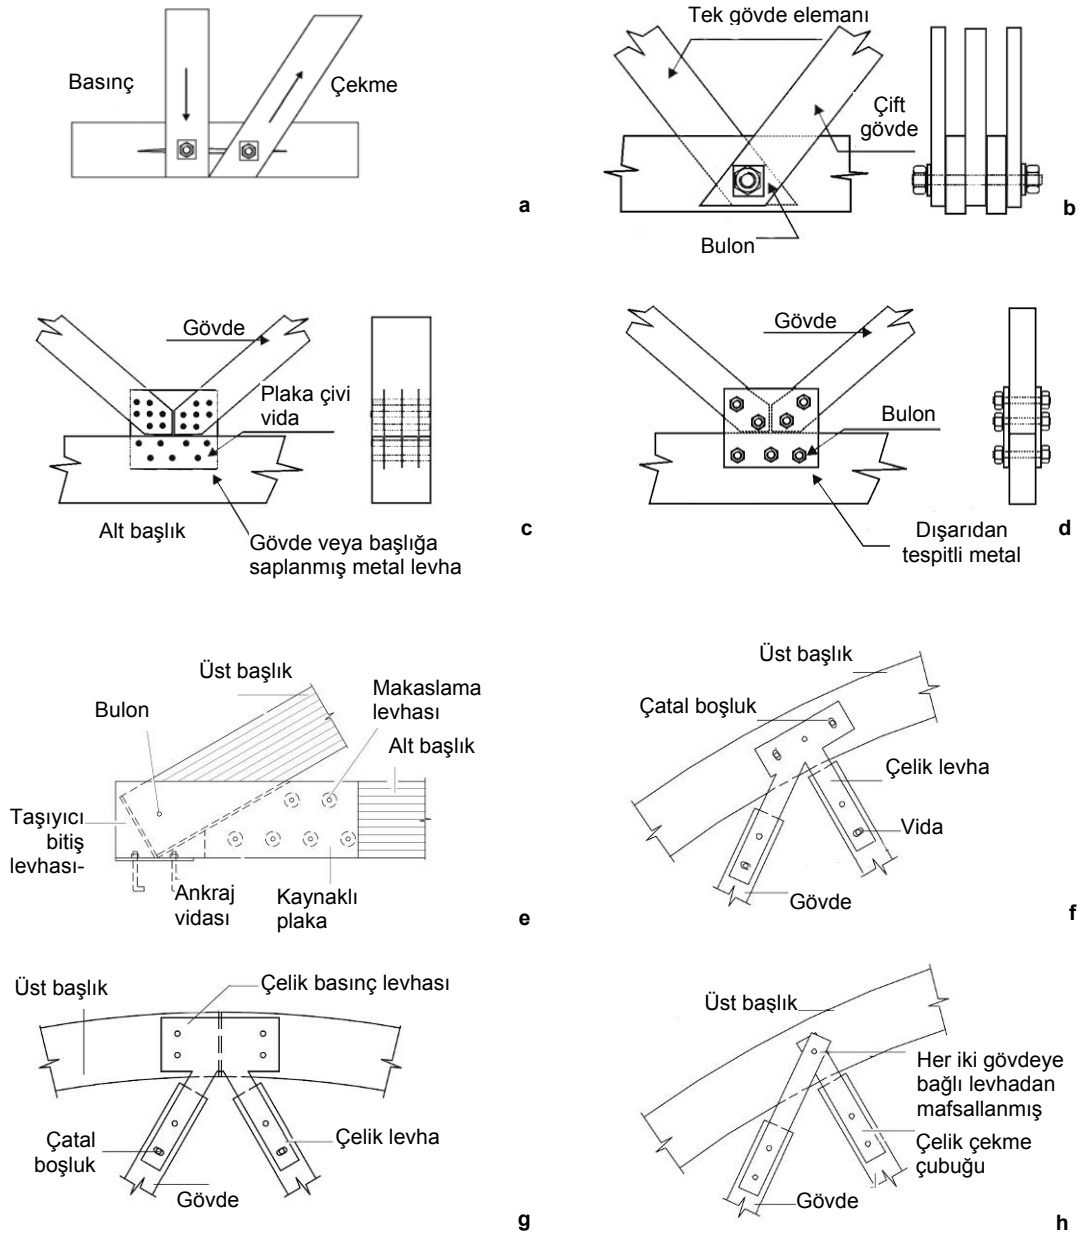 Basınç
Çekme
a
Tek gövde elemanı
Çift
gövde
Bulon
b
Gövde
Plaka çivi
vida
Alt başlık
Gövde veya başlığa
saplanmış metal levha
c
Gövde
Bulon
Dışarıdan
tespitli metal
d
Üst başlık
Bulon
Makaslama
levhası
Alt başlık
Taşıyıcı
bitiş
levhası-
Ankraj
vidası
Kaynaklı
plaka
e
Üst başlık
Çatal boşluk
Çelik levha
Vida
Gövde
f
Üst başlık
Çelik basınç levhası
Çatal
boşluk
Çelik levha
Gövde
g
Üst başlık
Her iki gövdeye
bağlı levhadan
mafsallanmış
Çelik çekme
çubuğu
Gövde
h